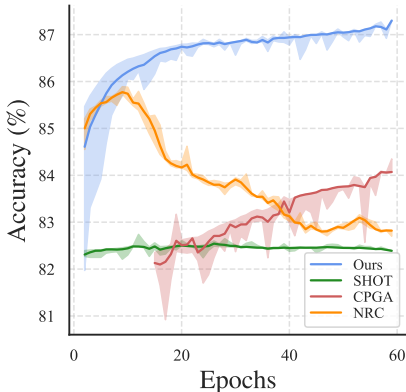 Accuracy (%)
87
86
85
84
83
82
81
Ours
SHOT
CPGA
NRC
0 20 40 60
Epochs